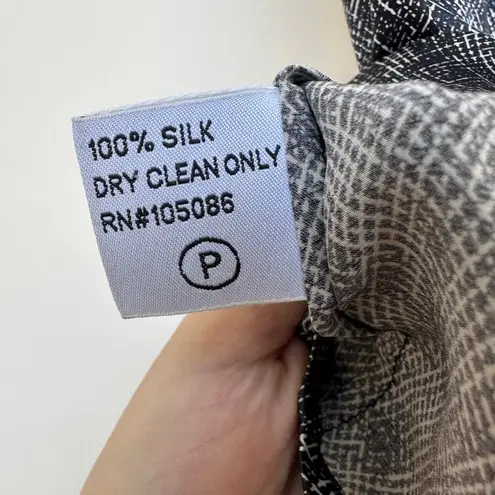 100% SILK
DRY CLEAN ONLY
RN#105086
P